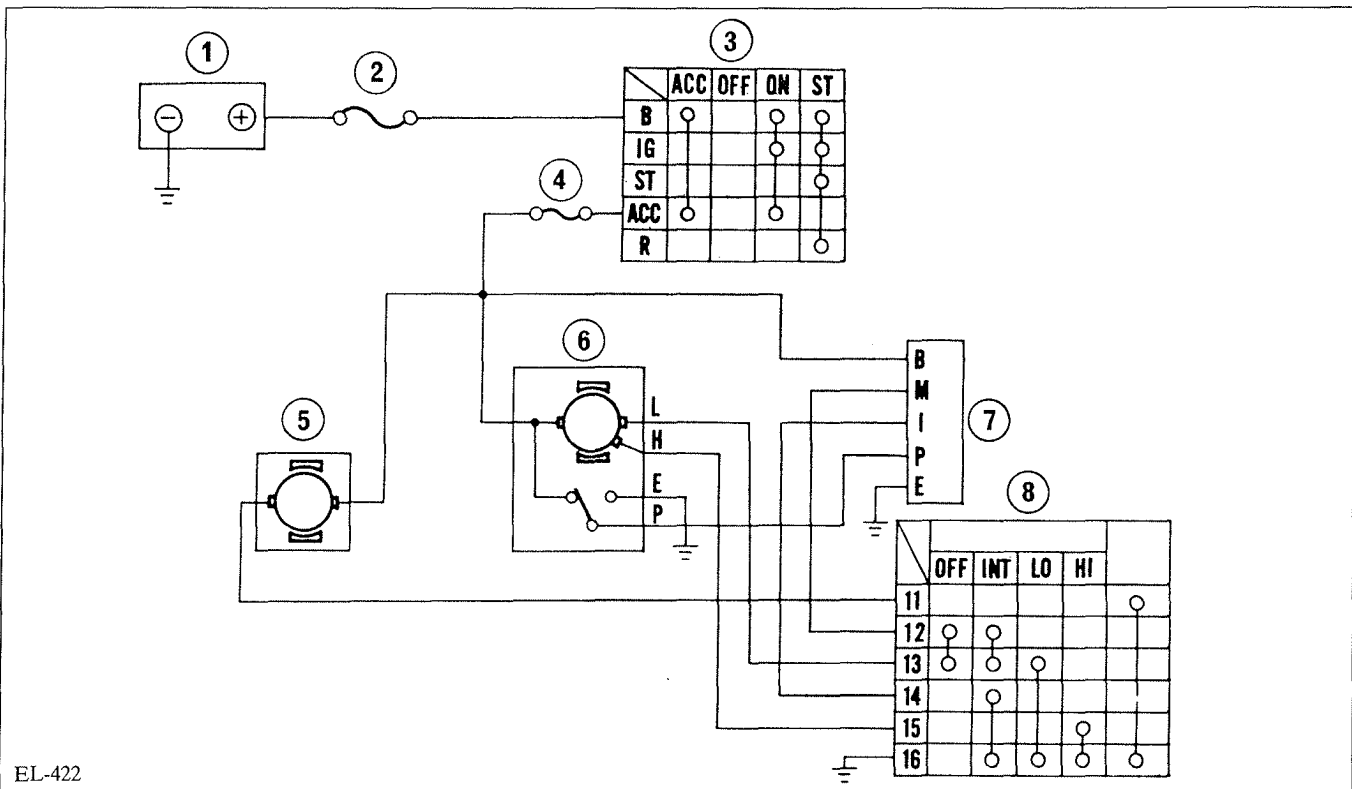 1
2
3
ACC OFF ON ST
− +
B
IG
4
ST
ACC
R
6
B
5
L
M
7
H
I
E
P
P
E
8
OFF INT LO HI
11
12
13
14
15
16
EL-422